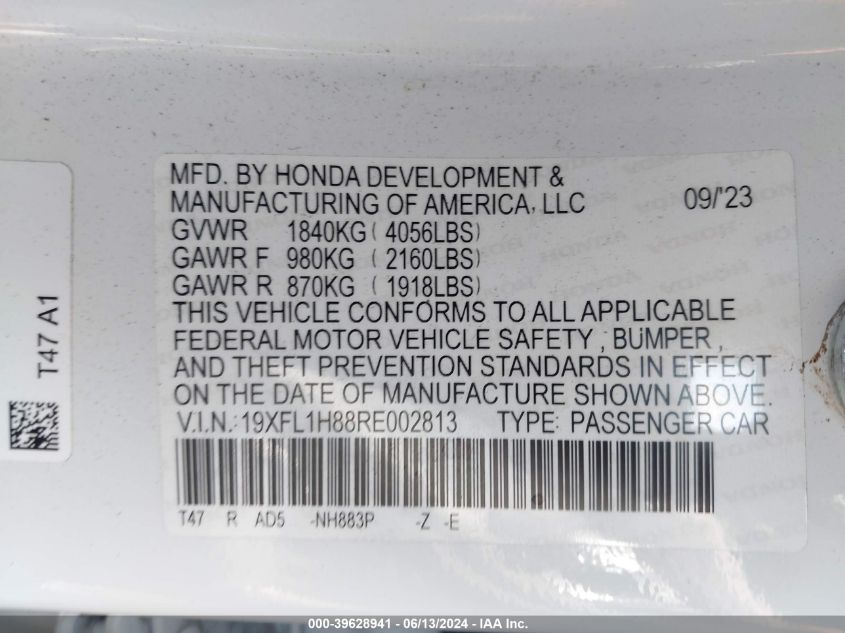 MFD. BY HONDA DEVELOPMENT &
MANUFACTURING OF AMERICA, LLC 09/'23
GVWR 1840KG ( 4056LBS)
GAWR F 980KG ( 2160LBS)
GAWR R 870KG ( 1918LBS)
THIS VEHICLE CONFORMS TO ALL APPLICABLE
FEDERAL MOTOR VEHICLE SAFETY , BUMPER ,
AND THEFT PREVENTION STANDARDS IN EFFECT
ON THE DATE OF MANUFACTURE SHOWN ABOVE.
V.I.N.:19XFL1H88RE002813 TYPE: PASSENGER CAR
T47 R AD5 -NH883P -Z -E
T47 A1
000-39628941 / 06/13/2024 - IAA Inc.